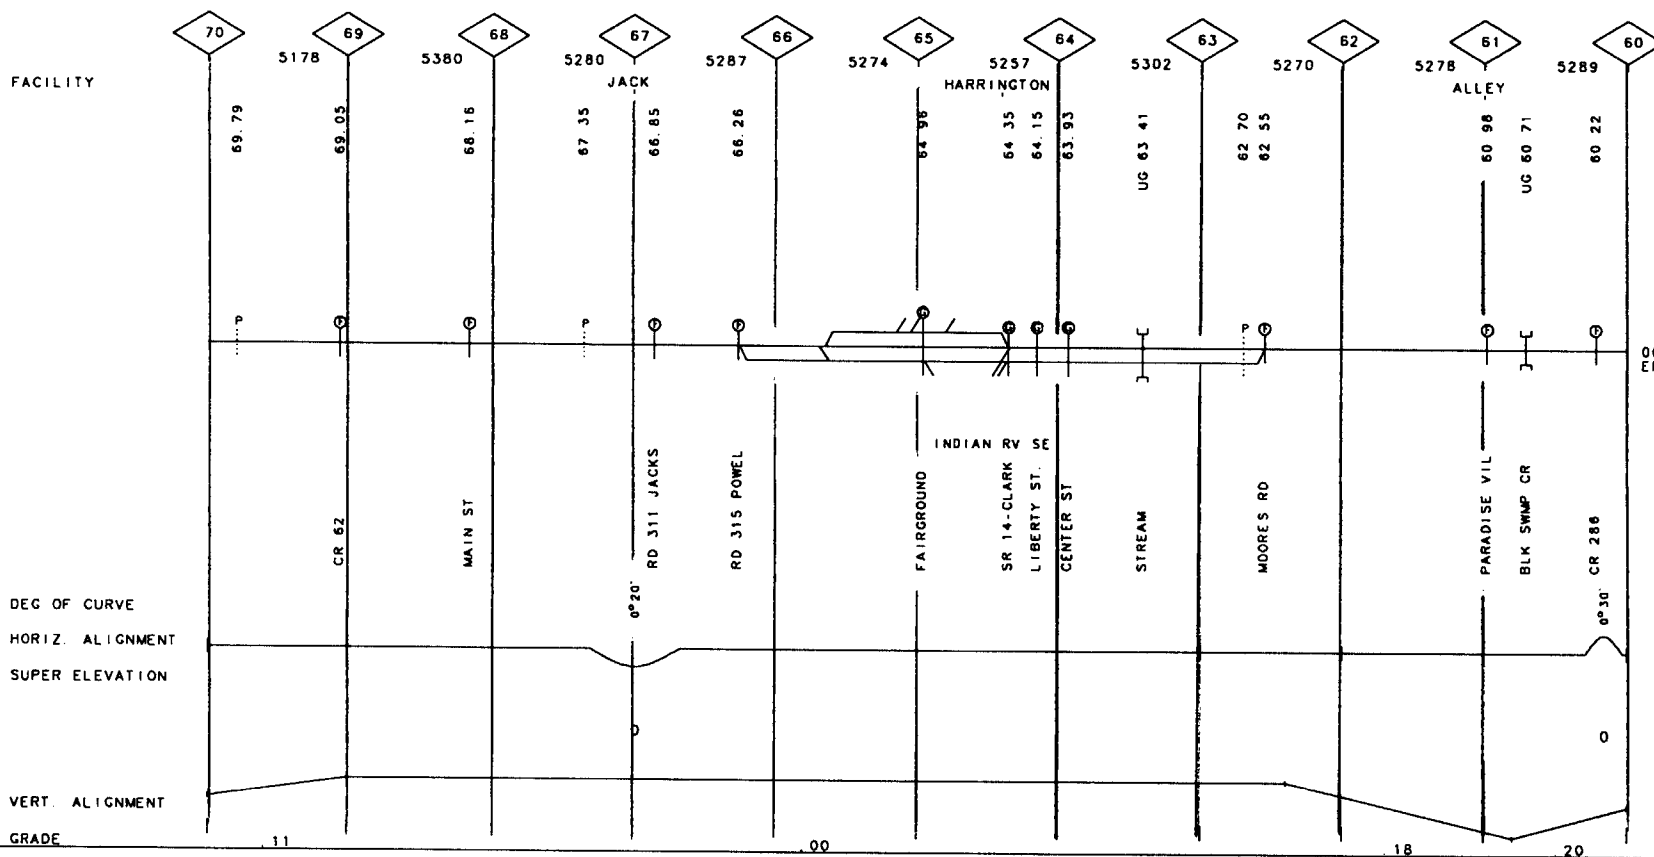 70 69 68 67 66 65 64 63 62 61 60
5178 5380 5280 5287 5274 5257 5302 5270 5278 5289
FACILITY JACK HARRINGTON ALLEY
69.79
69.05
68.16
67 35
66.85
66.26
64 96
64 35
64.15
63.93
UG 63 41
62 70
62 55
60 98
UG 60 71
60 22
P F F P F F G G G G P F F F
INDIAN RV SE
CR 62
MAIN ST
RD 311 JACKS
RD 315 POWEL
FAIRGROUND
SR 14-CLARK
LIBERTY ST.
CENTER ST
STREAM
MOORES RD
PARADISE VIL
BLK SWMP CR
CR 286
DEG OF CURVE 0°20' 0°30'
HORIZ. ALIGNMENT
SUPER ELEVATION
0 0
VERT. ALIGNMENT
GRADE .11 .00 .18 .20